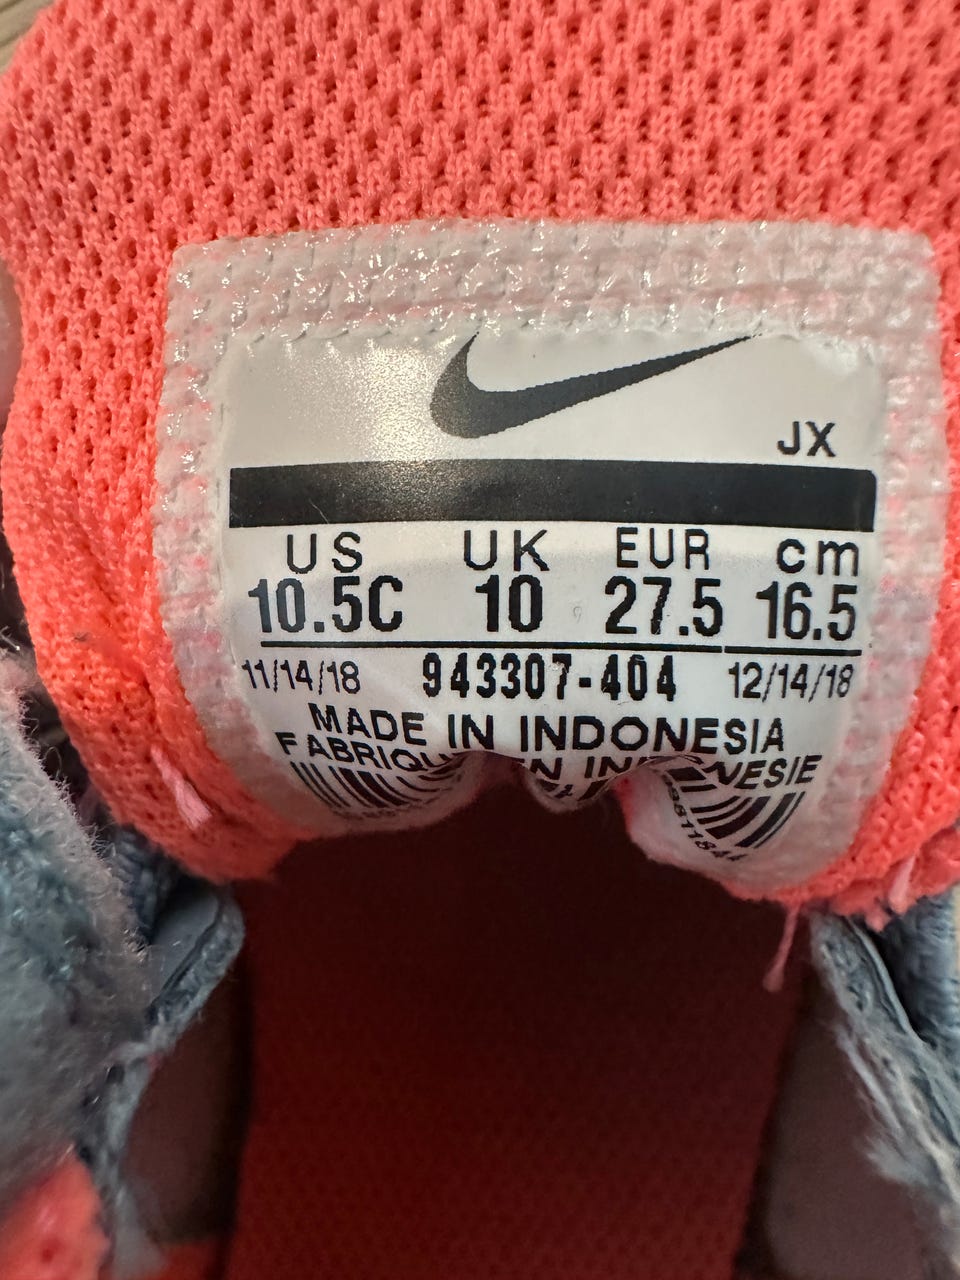 JX
US UK EUR cm
10.5C 10 27.5 16.5
11/14/18 943307-404 12/14/18
MADE IN INDONESIA
EN